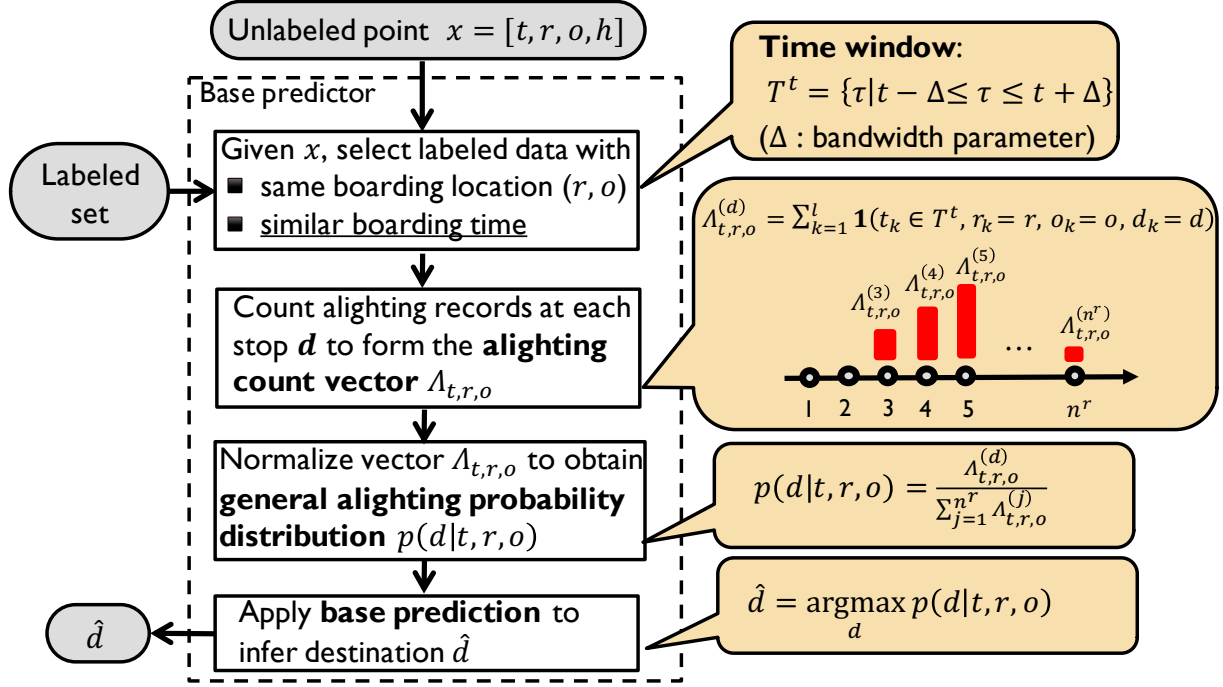 Unlabeled point x = [t, r, o, h]
Base predictor
Labeled
set
Given x, select labeled data with
■ same boarding location (r, o)
■ similar boarding time
Time window:
T^t = {τ|t − Δ≤ τ ≤ t + Δ}
(Δ : bandwidth parameter)
Count alighting records at each
stop d to form the alighting
count vector Λ_{t,r,o}
Λ_{t,r,o}^{(d)} = ∑_{k=1}^{l} 1(t_k ∈ T^t, r_k = r, o_k = o, d_k = d)
Λ_{t,r,o}^{(3)} Λ_{t,r,o}^{(4)} Λ_{t,r,o}^{(5)} … Λ_{t,r,o}^{(n^r)}
1 2 3 4 5 n^r
Normalize vector Λ_{t,r,o} to obtain
general alighting probability
distribution p(d|t, r, o)
p(d|t, r, o) = Λ_{t,r,o}^{(d)} / ∑_{j=1}^{n^r} Λ_{t,r,o}^{(j)}
Apply base prediction to
infer destination d̂
d̂ = argmax p(d|t, r, o)
d
d̂